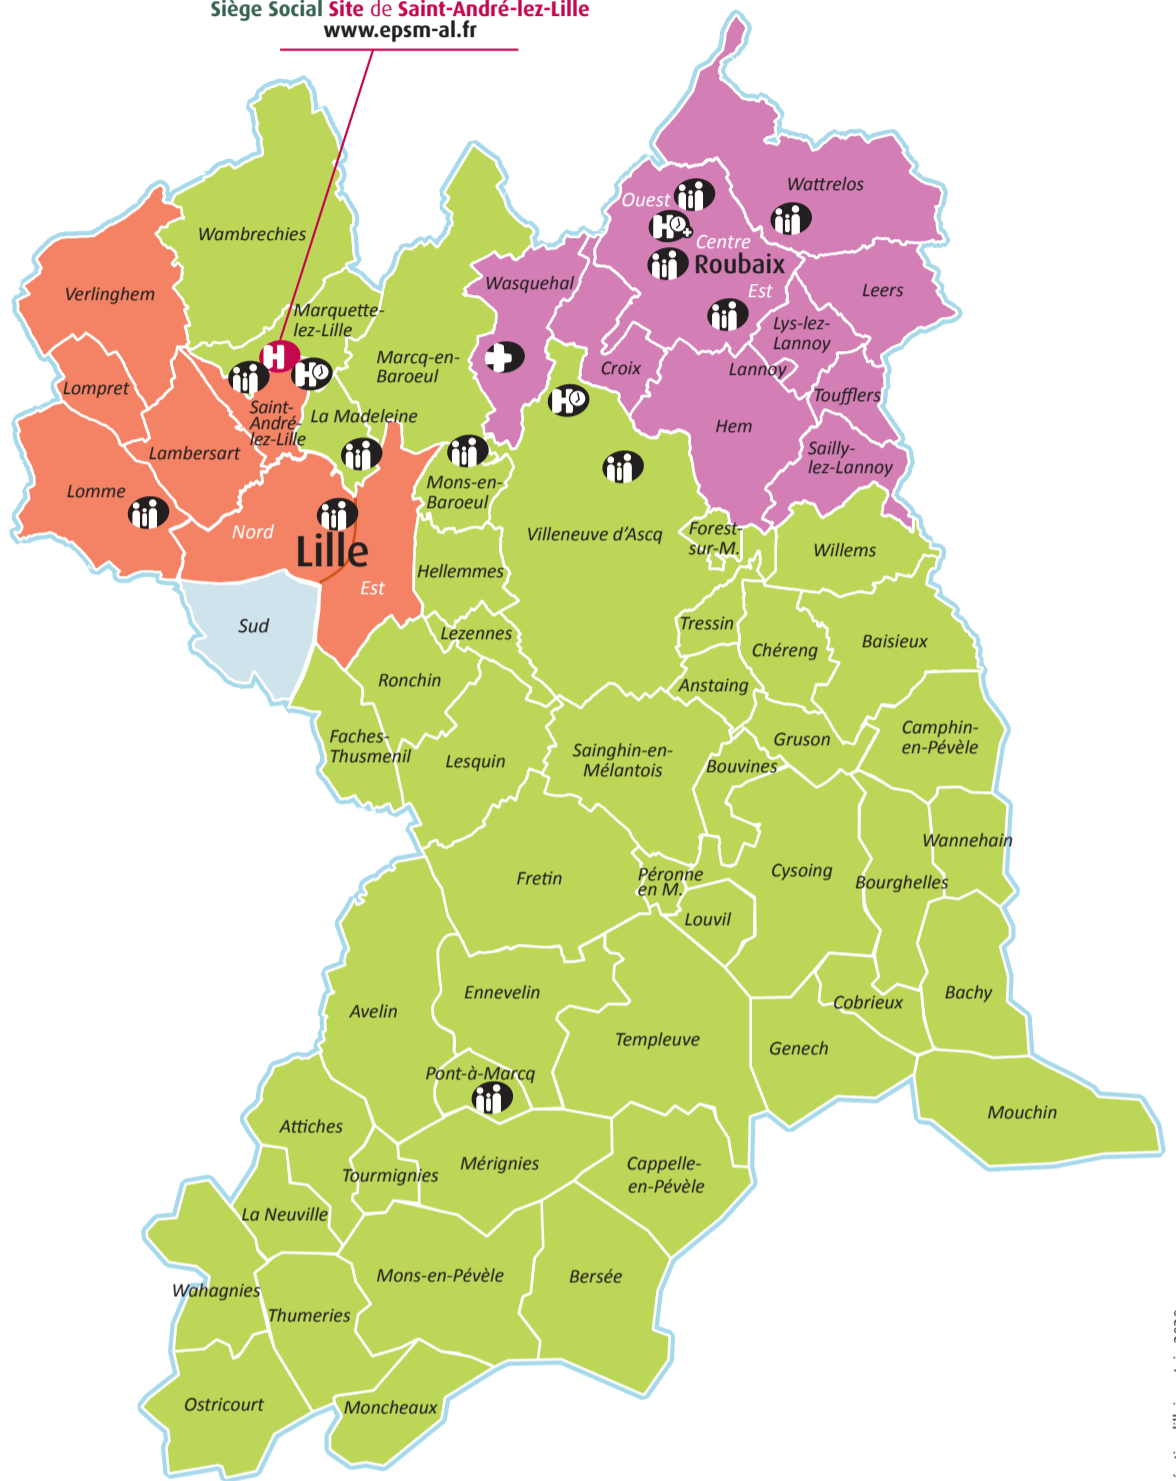 Siège Social Site de Saint-André-lez-Lille
www.epsm-al.fr
Wattrelos
Ouest
Wambrechies
Centre
Roubaix
Wasquehal
Est
Leers
Verlinghem
Marquette-
lez-Lille
Lys-lez-
Lannoy
Marcq-en-
Baroeul
Croix
Lannoy
Lompret
Toufflers
Saint-
André-
lez-Lille
La Madeleine
Hem
Lambersart
Sailly-
lez-Lannoy
Lomme
Mons-en-
Baroeul
Nord
Villeneuve d'Ascq
Forest-
sur-M.
Willems
Lille
Hellemmes
Est
Sud
Lezennes
Tressin
Chéreng
Baisieux
Ronchin
Anstaing
Faches-
Thusmenil
Gruson
Camphin-
en-Pévèle
Lesquin
Sainghin-en-
Mélantois
Bouvines
Wannehain
Fretin
Péronne
en M.
Cysoing
Bourghelles
Louvil
Ennevelin
Bachy
Cobrieux
Avelin
Templeuve
Genech
Pont-à-Marcq
Mouchin
Attiches
Mérignies
Cappelle-
en-Pévèle
Tourmignies
La Neuville
Mons-en-Pévèle
Bersée
Wahagnies
Thumeries
Ostricourt
Moncheaux